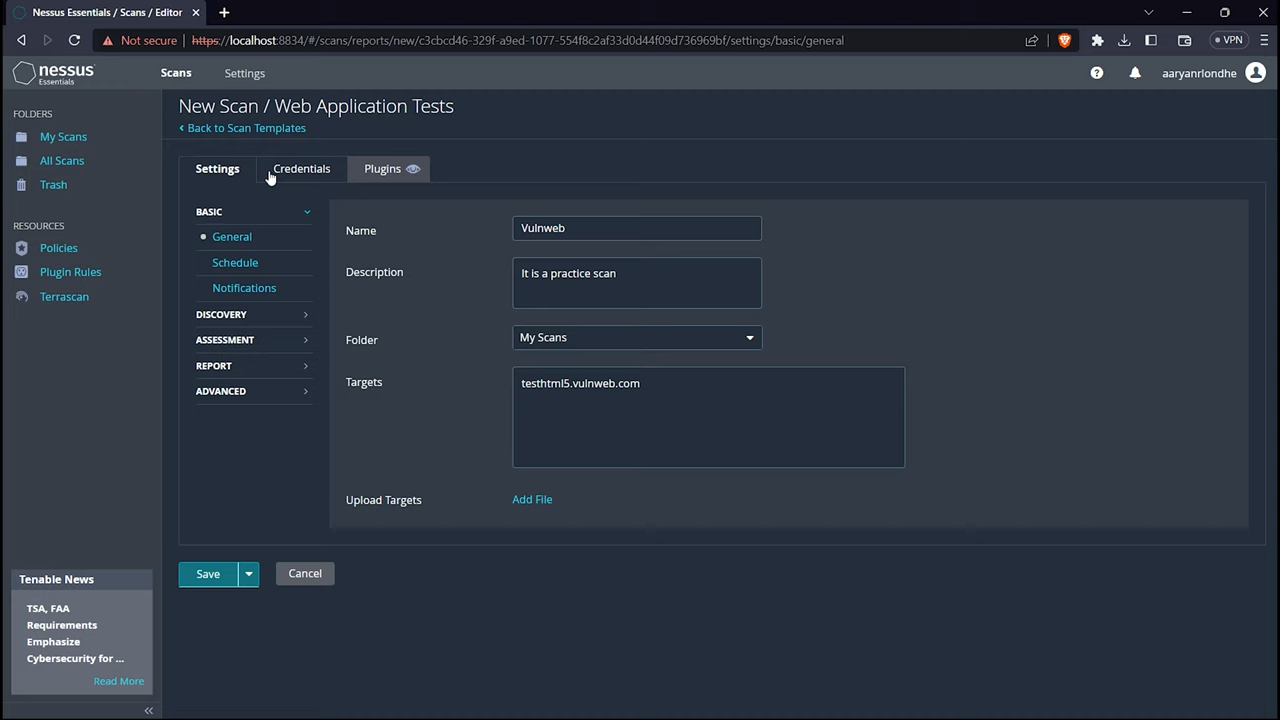 Nessus Essentials / Scans / Editor
Not secure
https://localhost:8834/#/scans/reports/new/c3cbcd46-329f-a9ed-1077-554f8c2af33d0d44f09d736969bf/settings/basic/general
VPN
nessus
Essentials
Scans
Settings
aaryanrlondhe
FOLDERS
My Scans
All Scans
Trash
RESOURCES
Policies
Plugin Rules
Terrascan
Tenable News
TSA, FAA
Requirements
Emphasize
Cybersecurity for ...
Read More
New Scan / Web Application Tests
Back to Scan Templates
Settings
Credentials
Plugins
BASIC
General
Schedule
Notifications
DISCOVERY
ASSESSMENT
REPORT
ADVANCED
Name
Vulnweb
Description
It is a practice scan
Folder
My Scans
Targets
testhtml5.vulnweb.com
Upload Targets
Add File
Save
Cancel